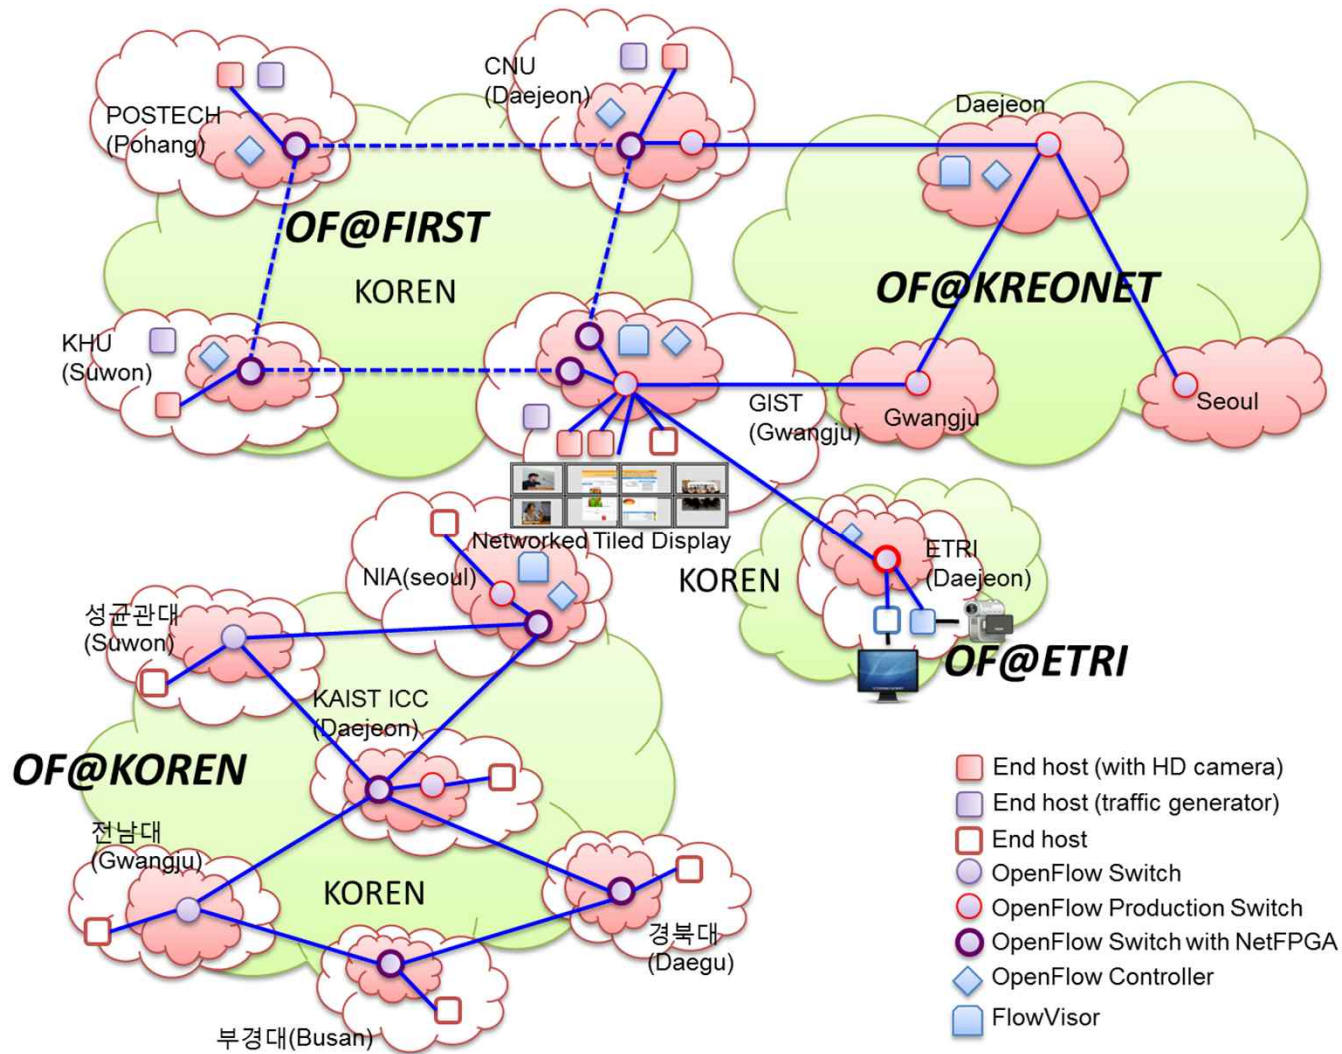 CNU
(Daejeon)
POSTECH
(Pohang)
Daejeon
OF@FIRST
KOREN
OF@KREONET
KHU
(Suwon)
GIST
(Gwangju)
Gwangju
Seoul
Networked Tiled Display
NIA(seoul)
KOREN
ETRI
(Daejeon)
OF@ETRI
성균관대
(Suwon)
KAIST ICC
(Daejeon)
OF@KOREN
전남대
(Gwangju)
KOREN
경북대
(Daegu)
부경대(Busan)
End host (with HD camera)
End host (traffic generator)
End host
OpenFlow Switch
OpenFlow Production Switch
OpenFlow Switch with NetFPGA
OpenFlow Controller
FlowVisor